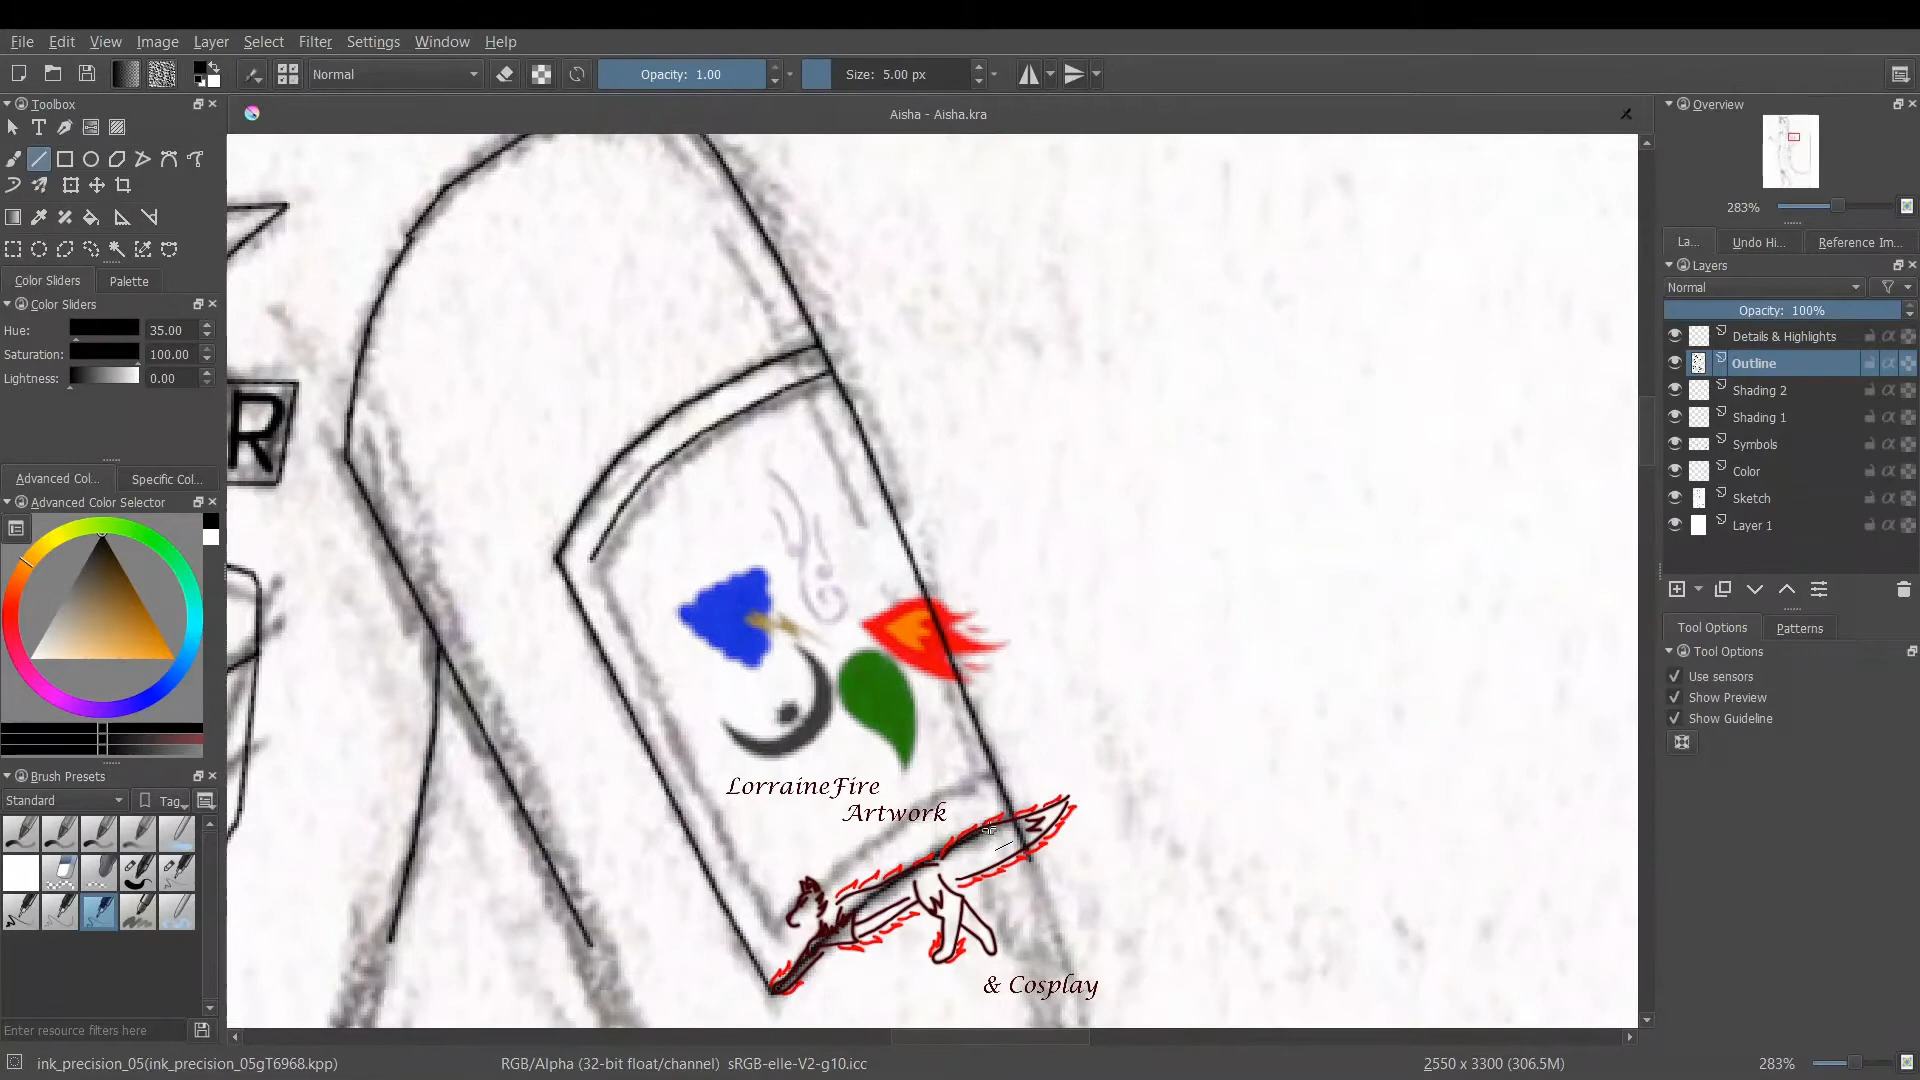 File Edit View Image Layer Select Filter Settings Window Help
Normal Opacity: 1.00 Size: 5.00 px
Toolbox
Aisha - Aisha.kra
Overview
283%
Color Sliders Palette
Color Sliders
Hue: 35.00
Saturation: 100.00
Lightness: 0.00
Advanced Col... Specific Col...
Advanced Color Selector
Brush Presets
Standard Tag
Enter resource filters here
R
LorraineFire
Artwork
& Cosplay
La... Undo Hi... Reference Im...
Layers
Normal
Opacity: 100%
Details & Highlights
Outline
Shading 2
Shading 1
Symbols
Color
Sketch
Layer 1
Tool Options Patterns
Tool Options
Use sensors
Show Preview
Show Guideline
ink_precision_05(ink_precision_05gT6968.kpp) RGB/Alpha (32-bit float/channel) sRGB-elle-V2-g10.icc 2550 x 3300 (306.5M) 283%